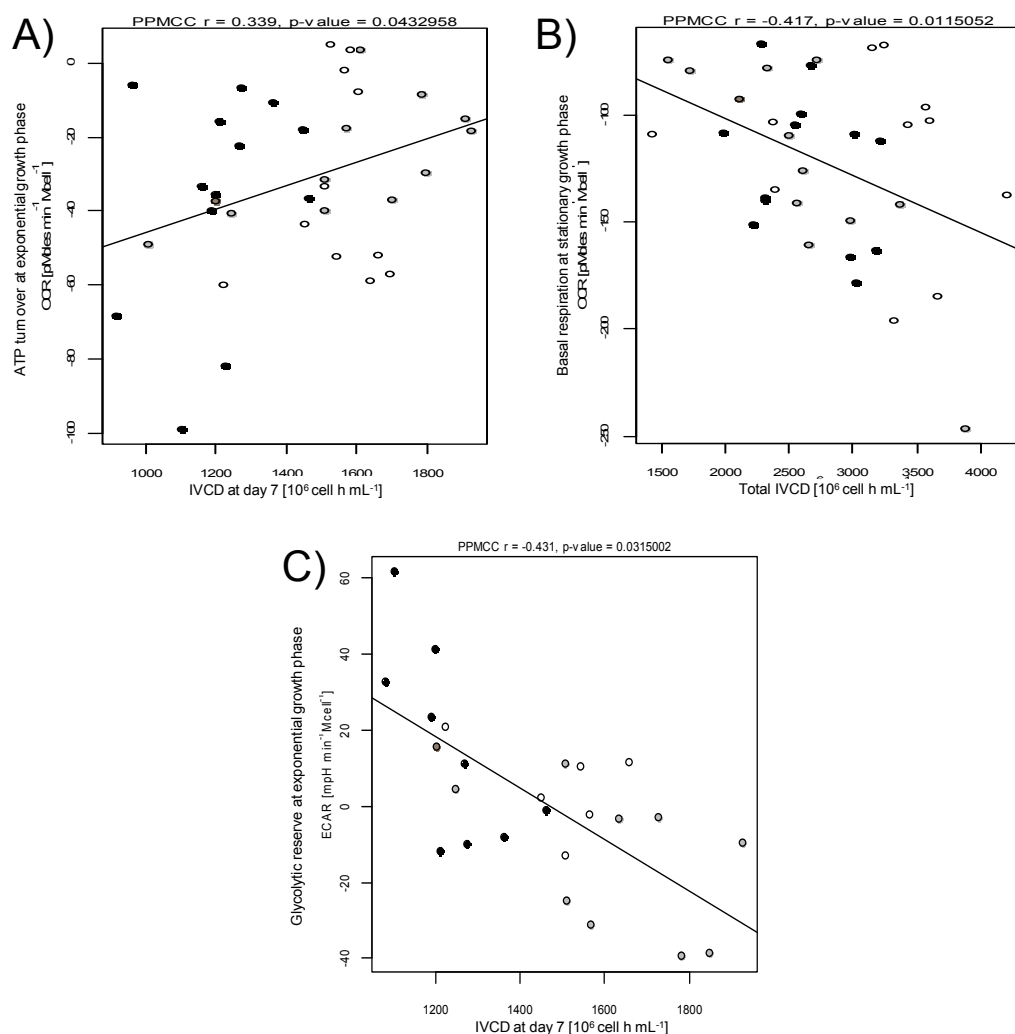 A)
PPMCC r = 0.339, p-value = 0.0432958
ATP turn over at exponential growth phase
OCR [pMoles min⁻¹ Mcell⁻¹]
0
-20
-40
-60
-80
-100
1000 1200 1400 1600 1800
IVCD at day 7 [10⁶ cell h mL⁻¹]
B)
PPMCC r = -0.417, p-value = 0.0115052
Basal respiration at stationary growth phase
-100
-150
-200
-250
1500 2000 2500 3000 3500 4000
Total IVCD [10⁶ cell h mL⁻¹]
C)
PPMCC r = -0.431, p-value = 0.0315002
Glycolytic reserve at exponential growth phase
ECAR [mpH min⁻¹Mcell⁻¹]
60
40
20
0
-20
-40
1200 1400 1600 1800
IVCD at day 7 [10⁶ cell h mL⁻¹]